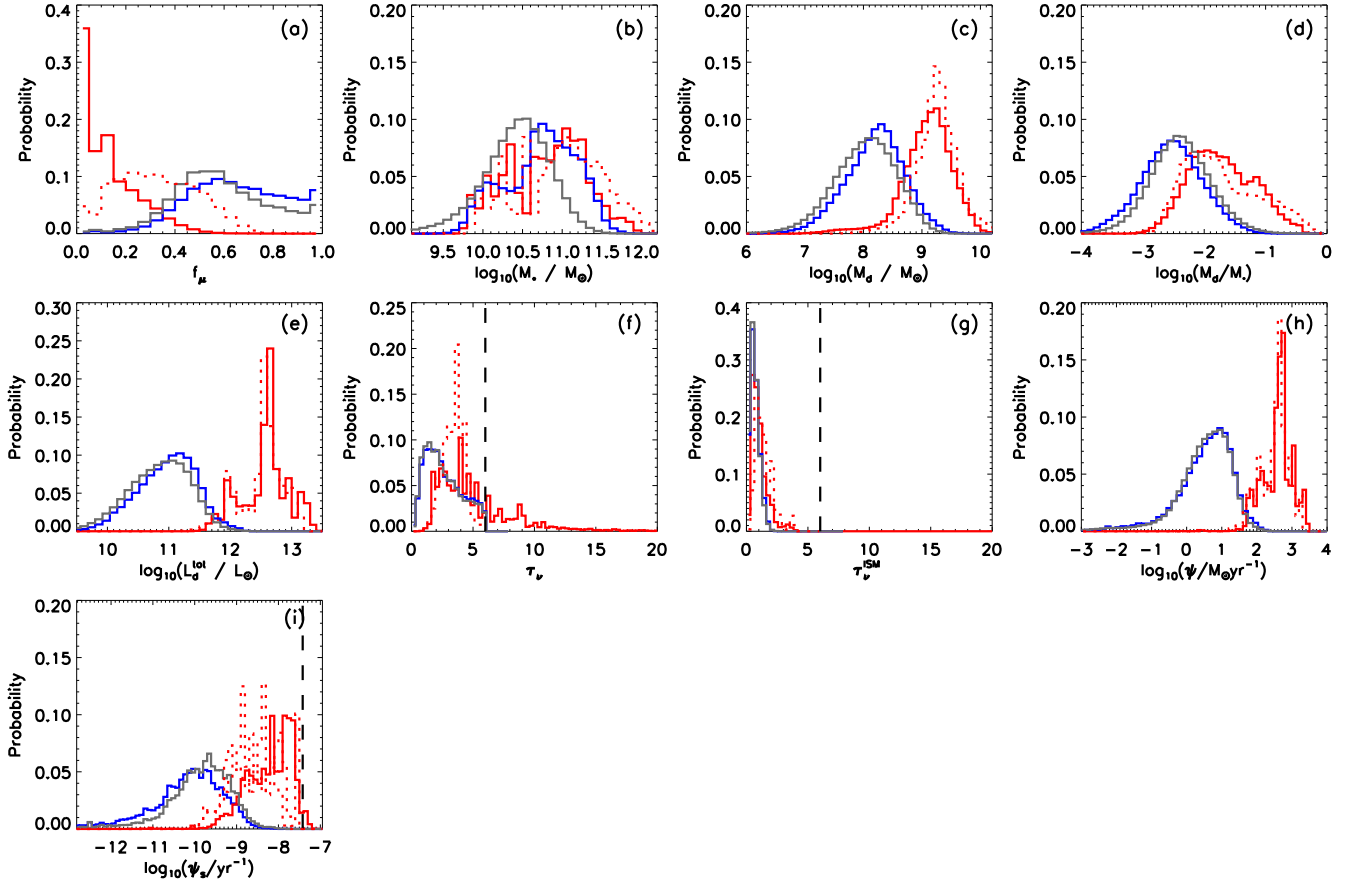 (a)
Probability
0.4
0.3
0.2
0.1
0.0
0.0 0.2 0.4 0.6 0.8 1.0
f_μ
(b)
Probability
0.20
0.15
0.10
0.05
0.00
9.5 10.0 10.5 11.0 11.5 12.0
log₁₀(M⋆ / M⊙)
(c)
Probability
0.20
0.15
0.10
0.05
0.00
6 7 8 9 10
log₁₀(M_d / M⊙)
(d)
Probability
0.20
0.15
0.10
0.05
0.00
−4 −3 −2 −1 0
log₁₀(M_d/M⋆)
(e)
Probability
0.30
0.25
0.20
0.15
0.10
0.05
0.00
10 11 12 13
log₁₀(L_d^tot / L⊙)
(f)
Probability
0.20
0.15
0.10
0.05
0.00
0 5 10 15 20
τ_ν
(g)
Probability
0.4
0.3
0.2
0.1
0.0
0 5 10 15 20
τ_ν^ISM
(h)
Probability
0.20
0.15
0.10
0.05
0.00
−3 −2 −1 0 1 2 3 4
log₁₀(ψ/M⊙yr⁻¹)
(i)
Probability
0.20
0.15
0.10
0.05
0.00
−12 −11 −10 −9 −8 −7
log₁₀(ψ_s/yr⁻¹)